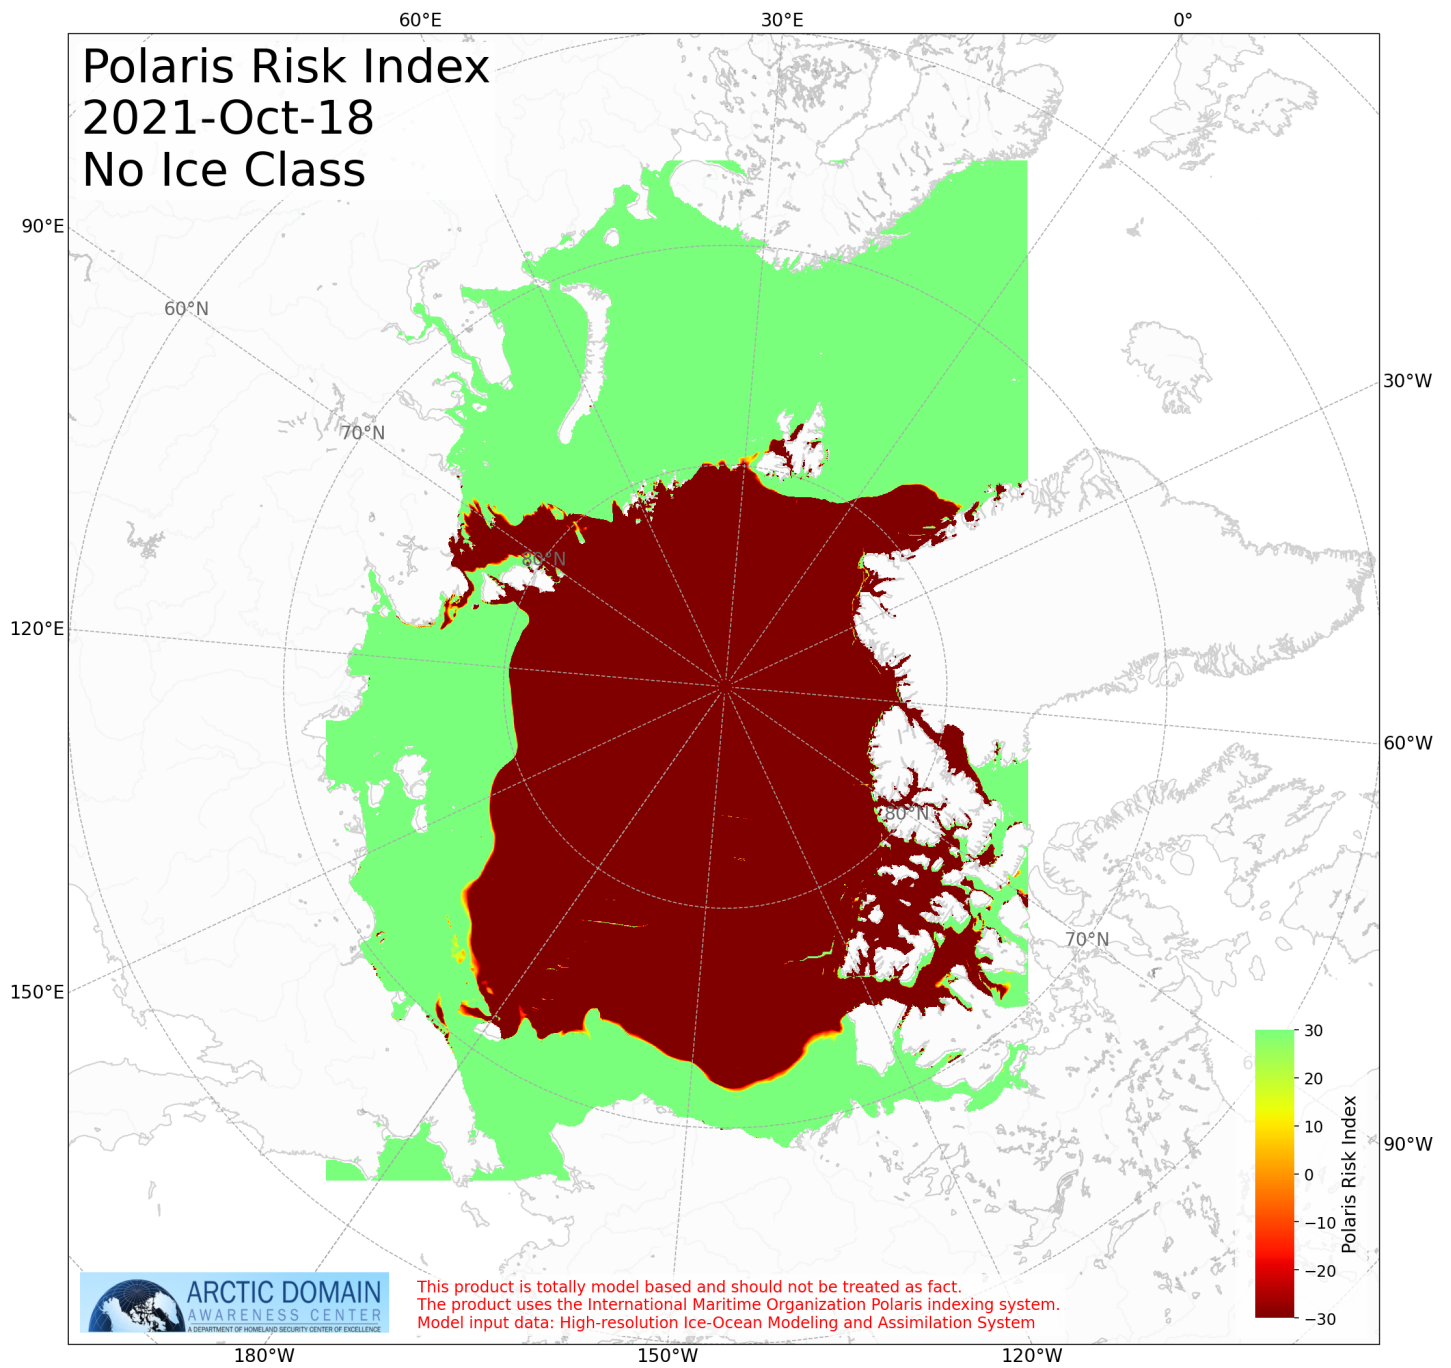 60°E
30°E
0°
Polaris Risk Index
2021-Oct-18
No Ice Class
90°E
60°N
30°W
70°N
80°N
120°E
60°W
80°N
70°N
150°E
30
20
10
0
−10
−20
−30
Polaris Risk Index
90°W
ARCTIC DOMAIN
AWARENESS CENTER
A DEPARTMENT OF HOMELAND SECURITY CENTER OF EXCELLENCE
This product is totally model based and should not be treated as fact.
The product uses the International Maritime Organization Polaris indexing system.
Model input data: High-resolution Ice-Ocean Modeling and Assimilation System
180°W
150°W
120°W